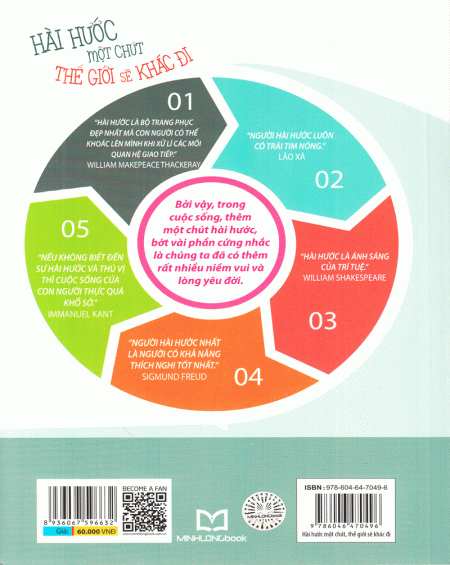 HÀI HƯỚC
MỘT CHÚT
THẾ GIỚI SẼ KHÁC ĐI
01
"HÀI HƯỚC LÀ BỘ TRANG PHỤC
ĐẸP NHẤT MÀ CON NGƯỜI CÓ THỂ
KHOÁC LÊN MÌNH KHI XỬ LÍ CÁC MỐI
QUAN HỆ GIAO TIẾP."
WILLIAM MAKEPEACE THACKERAY
"NGƯỜI HÀI HƯỚC LUÔN
CÓ TRÁI TIM NÓNG."
LÃO XÁ
02
"HÀI HƯỚC LÀ ÁNH SÁNG
CỦA TRÍ TUỆ."
WILLIAM SHAKESPEARE
03
"NGƯỜI HÀI HƯỚC NHẤT
LÀ NGƯỜI CÓ KHẢ NĂNG
THÍCH NGHI TỐT NHẤT."
SIGMUND FREUD
04
05
"NẾU KHÔNG BIẾT ĐẾN
SỰ HÀI HƯỚC VÀ THÚ VỊ
THÌ CUỘC SỐNG CỦA
CON NGƯỜI THỰC QUÁ
KHỔ SỞ."
IMMANUEL KANT
Bởi vậy, trong
cuộc sống, thêm
một chút hài hước,
bớt vài phần cứng nhắc
là chúng ta đã có thêm
rất nhiều niềm vui và
lòng yêu đời.
8 936067 596632
Giá: 60.000 VNĐ
BECOME A FAN
www.minhlongbook.com.vn
MINHLONGbook
ISBN: 978-604-64-7049-6
9 786046 470496
Hài hước một chút, thế giới sẽ khác đi